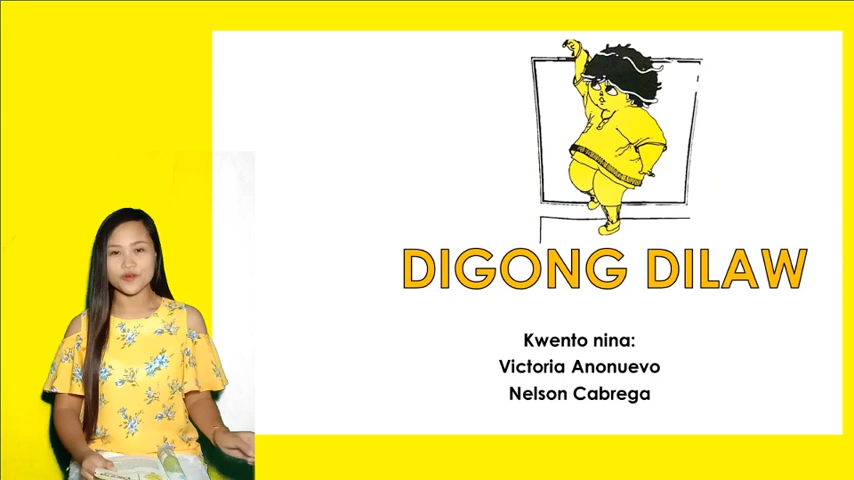 DIGONG DILAW
Kwento nina:
Victoria Anonuevo
Nelson Cabrega